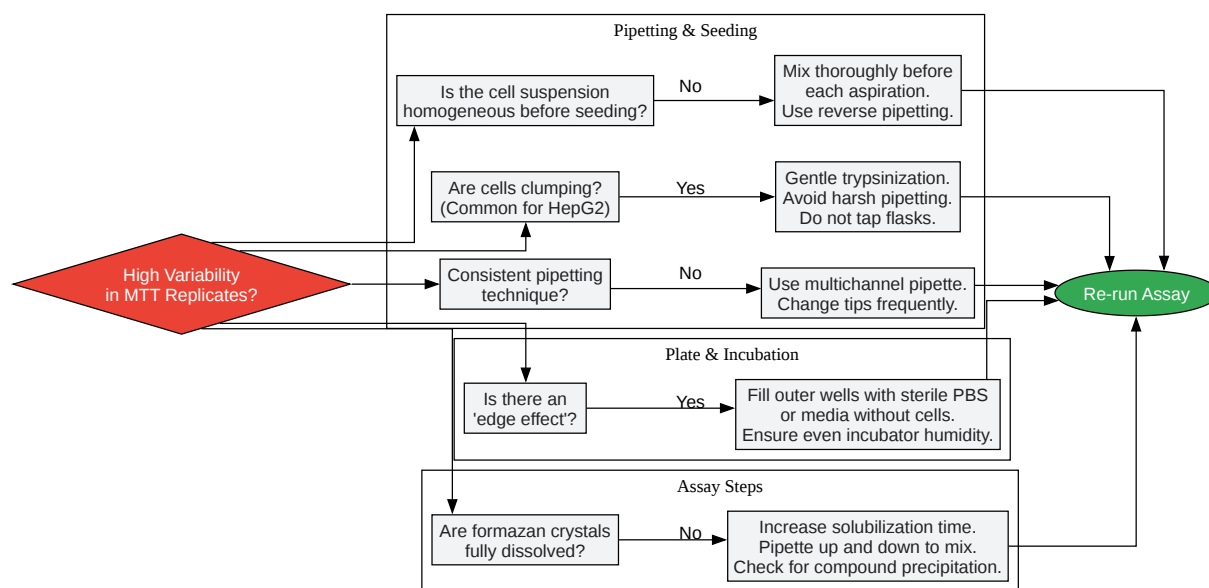 Pipetting & Seeding
Is the cell suspension
homogeneous before seeding?
No
Mix thoroughly before
each aspiration.
Use reverse pipetting.
Are cells clumping?
(Common for HepG2)
Yes
Gentle trypsinization.
Avoid harsh pipetting.
Do not tap flasks.
High Variability
in MTT Replicates?
Consistent pipetting
technique?
No
Use multichannel pipette.
Change tips frequently.
Re-run Assay
Plate & Incubation
Is there an
'edge effect'?
Yes
Fill outer wells with sterile PBS
or media without cells.
Ensure even incubator humidity.
Assay Steps
Are formazan crystals
fully dissolved?
No
Increase solubilization time.
Pipette up and down to mix.
Check for compound precipitation.